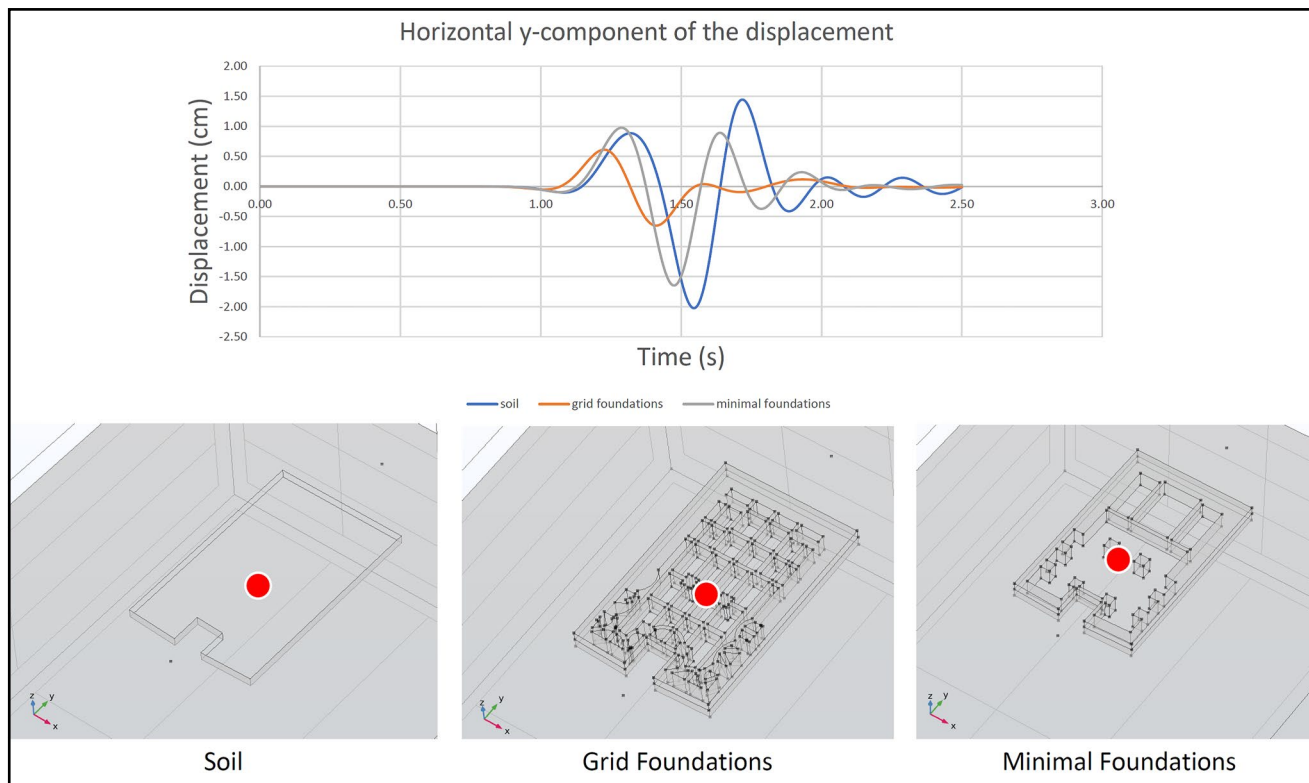 Horizontal y-component of the displacement
2.00
1.50
1.00
0.50
0.00
-0.50
-1.00
-1.50
-2.00
-2.50
Displacement (cm)
0.00 0.50 1.00 1.50 2.00 2.50 3.00
Time (s)
soil grid foundations minimal foundations
z y x
z y x
z y x
Soil Grid Foundations Minimal Foundations